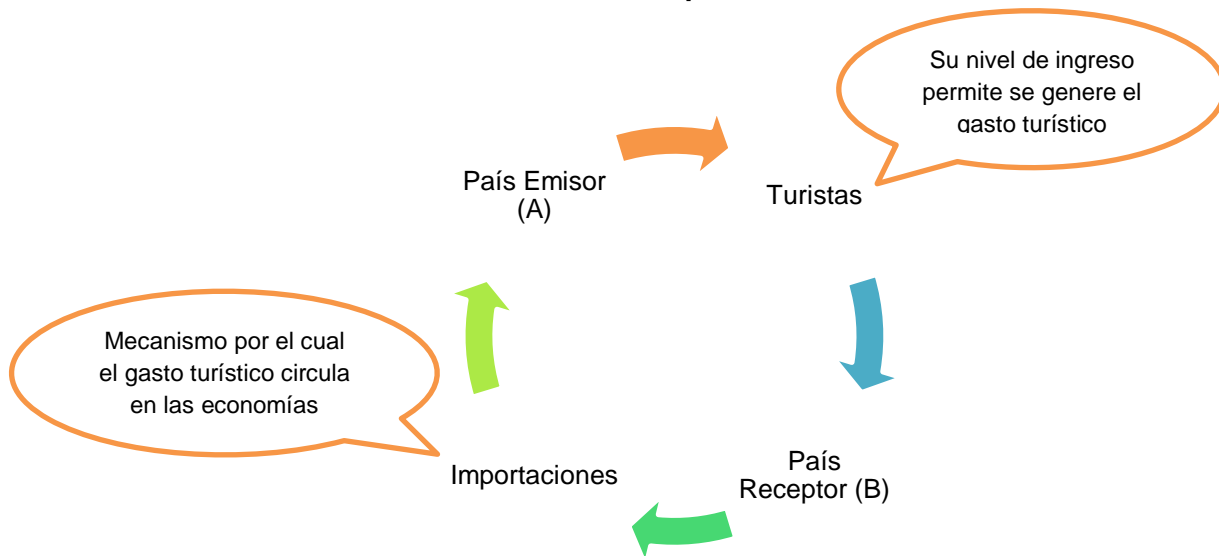 Su nivel de ingreso
permite se genere el
gasto turístico
País Emisor
(A)
Turistas
Mecanismo por el cual
el gasto turístico circula
en las economías
País
Receptor (B)
Importaciones